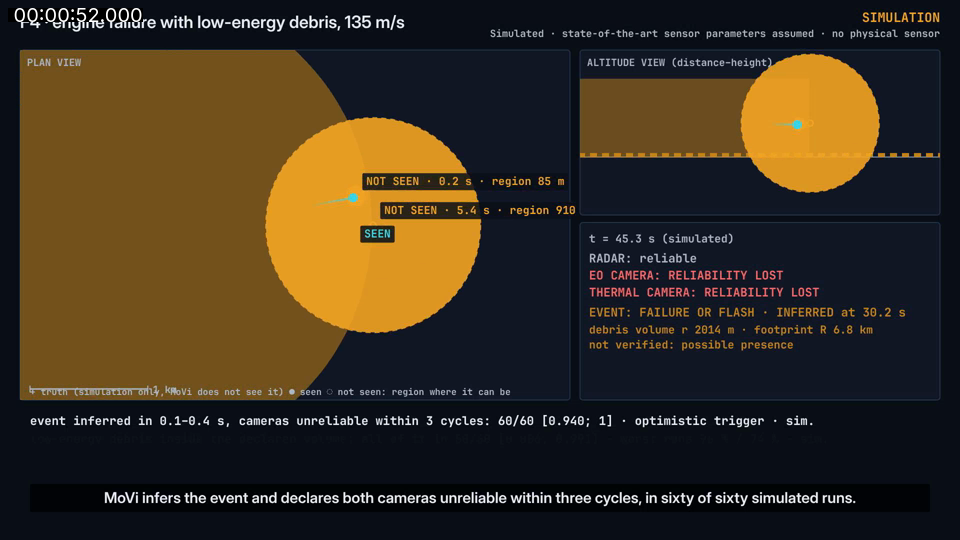 00:00:52.000
F4 · engine failure with low-energy debris, 135 m/s
SIMULATION
Simulated · state-of-the-art sensor parameters assumed · no physical sensor
PLAN VIEW
NOT SEEN · 0.2 s · region 85 m
NOT SEEN · 5.4 s · region 910
SEEN
1 km
truth (simulation only, MoVi does not see it) ● seen ○ not seen: region where it can be
ALTITUDE VIEW (distance-height)
t = 45.3 s (simulated)
RADAR: reliable
EO CAMERA: RELIABILITY LOST
THERMAL CAMERA: RELIABILITY LOST
EVENT: FAILURE OR FLASH · INFERRED at 30.2 s
debris volume r 2014 m · footprint R 6.8 km
not verified: possible presence
event inferred in 0.1–0.4 s, cameras unreliable within 3 cycles: 60/60 [0.940; 1] · optimistic trigger · sim.
MoVi infers the event and declares both cameras unreliable within three cycles, in sixty of sixty simulated runs.